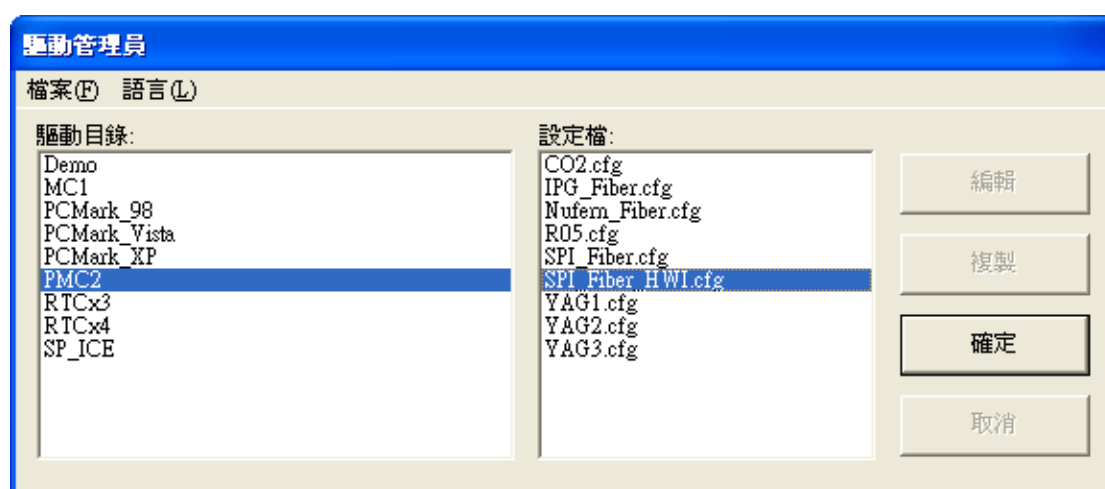 驅動管理員
檔案(F) 語言(L)
驅動目錄:
Demo
MC1
PCMark_98
PCMark_Vista
PCMark_XP
PMC2
RTCx3
RTCx4
SP_ICE
設定檔:
CO2.cfg
IPG_Fiber.cfg
Nufern_Fiber.cfg
R05.cfg
SPI_Fiber.cfg
SPI_Fiber_HWI.cfg
YAG1.cfg
YAG2.cfg
YAG3.cfg
編輯
複製
確定
取消